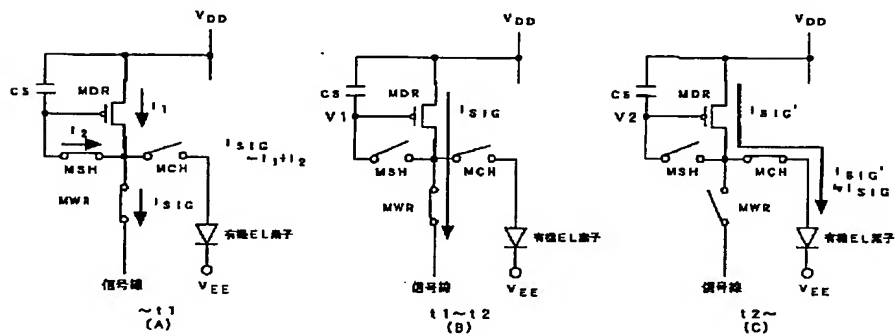 VDD
CS
MDR
I1
I2
MSH
MCH
ISIG
~I1+I2
MWR
ISIG
有機EL素子
VEE
信号線
~t1
(A)
VDD
CS
MDR
V1
ISIG
MSH
MCH
MWR
有機EL素子
VEE
信号線
t1~t2
(B)
VDD
CS
MDR
V2
ISIG'
MSH
MCH
ISIG'
≒ISIG
MWR
有機EL素子
VEE
信号線
t2~
(C)